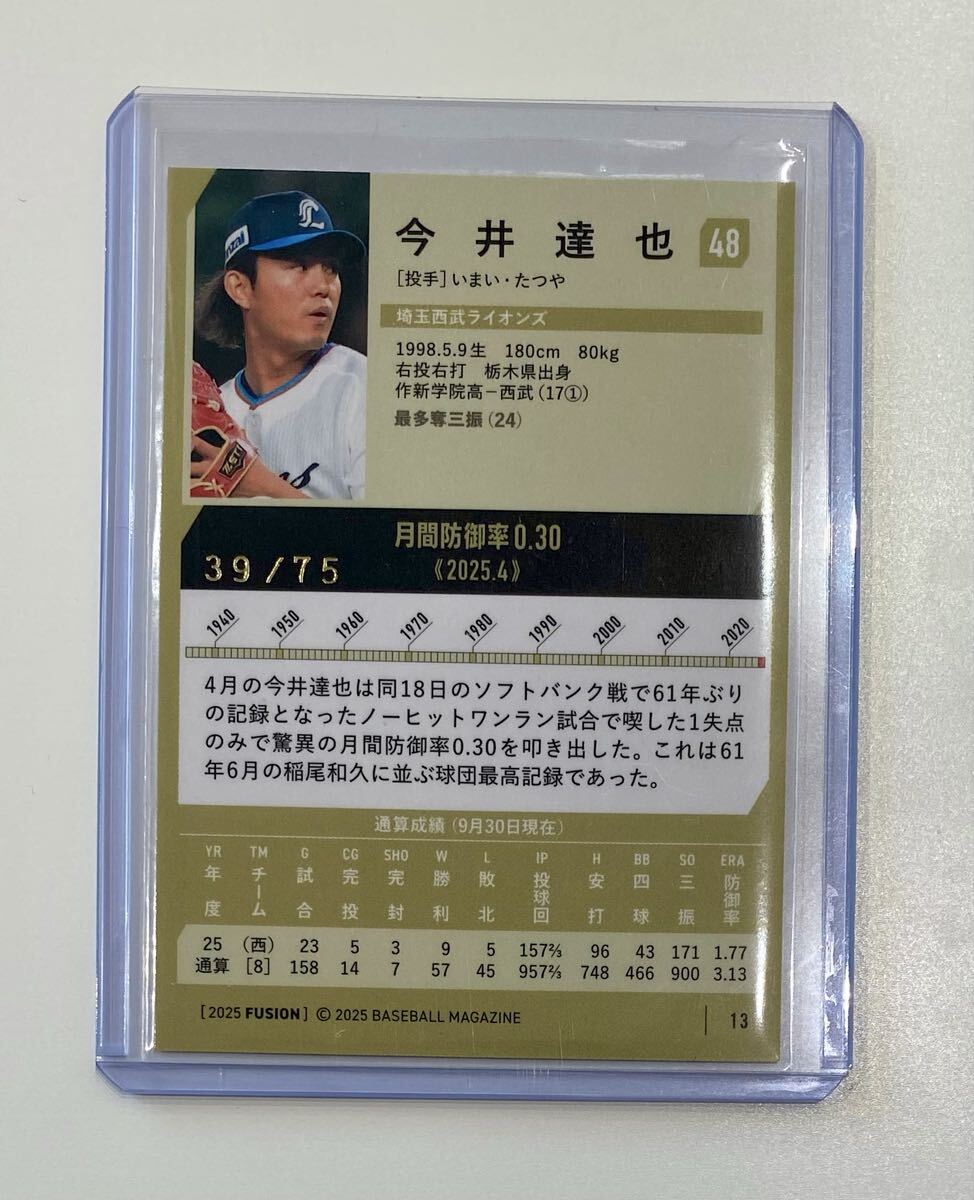 今井達也 48
[投手]いまい・たつや
埼玉西武ライオンズ
1998.5.9生 180cm 80kg
右投右打 栃木県出身
作新学院高－西武(17①)
最多奪三振(24)
月間防御率0.30
《2025.4》
39/75
1940 1950 1960 1970 1980 1990 2000 2010 2020
4月の今井達也は同18日のソフトバンク戦で61年ぶり
の記録となったノーヒットワンラン試合で喫した1失点
のみで驚異の月間防御率0.30を叩き出した。これは61
年6月の稲尾和久に並ぶ球団最高記録であった。
通算成績(9月30日現在)
YR TM G CG SHO W L IP H BB SO ERA
年度 チーム 試合 完投 完封 勝利 敗北 投球回 安打 四球 三振 防御率
25 (西) 23 5 3 9 5 157⅔ 96 43 171 1.77
通算 [8] 158 14 7 57 45 957⅔ 748 466 900 3.13
[2025 FUSION] © 2025 BASEBALL MAGAZINE 13